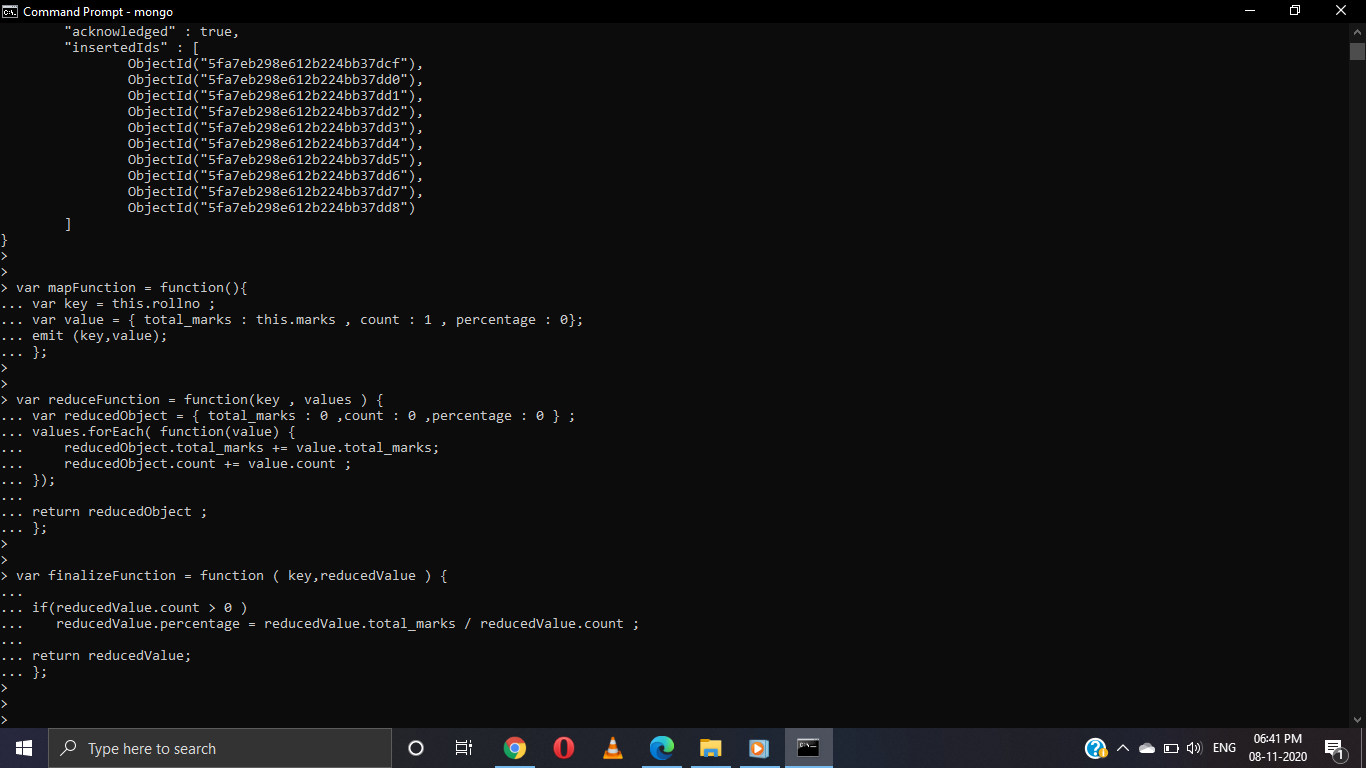 Command Prompt - mongo
"acknowledged" : true,
"insertedIds" : [
ObjectId("5fa7eb298e612b224bb37dcf"),
ObjectId("5fa7eb298e612b224bb37dd0"),
ObjectId("5fa7eb298e612b224bb37dd1"),
ObjectId("5fa7eb298e612b224bb37dd2"),
ObjectId("5fa7eb298e612b224bb37dd3"),
ObjectId("5fa7eb298e612b224bb37dd4"),
ObjectId("5fa7eb298e612b224bb37dd5"),
ObjectId("5fa7eb298e612b224bb37dd6"),
ObjectId("5fa7eb298e612b224bb37dd7"),
ObjectId("5fa7eb298e612b224bb37dd8")
]
}
>
>
> var mapFunction = function(){
... var key = this.rollno ;
... var value = { total_marks : this.marks , count : 1 , percentage : 0};
... emit (key,value);
... };
>
>
> var reduceFunction = function(key , values ) {
... var reducedObject = { total_marks : 0 ,count : 0 ,percentage : 0 } ;
... values.forEach( function(value) {
...     reducedObject.total_marks += value.total_marks;
...     reducedObject.count += value.count ;
... });
...
... return reducedObject ;
... };
>
>
> var finalizeFunction = function ( key,reducedValue ) {
...
... if(reducedValue.count > 0 )
...    reducedValue.percentage = reducedValue.total_marks / reducedValue.count ;
...
... return reducedValue;
... };
>
>
>
Type here to search
ENG
06:41 PM
08-11-2020
1